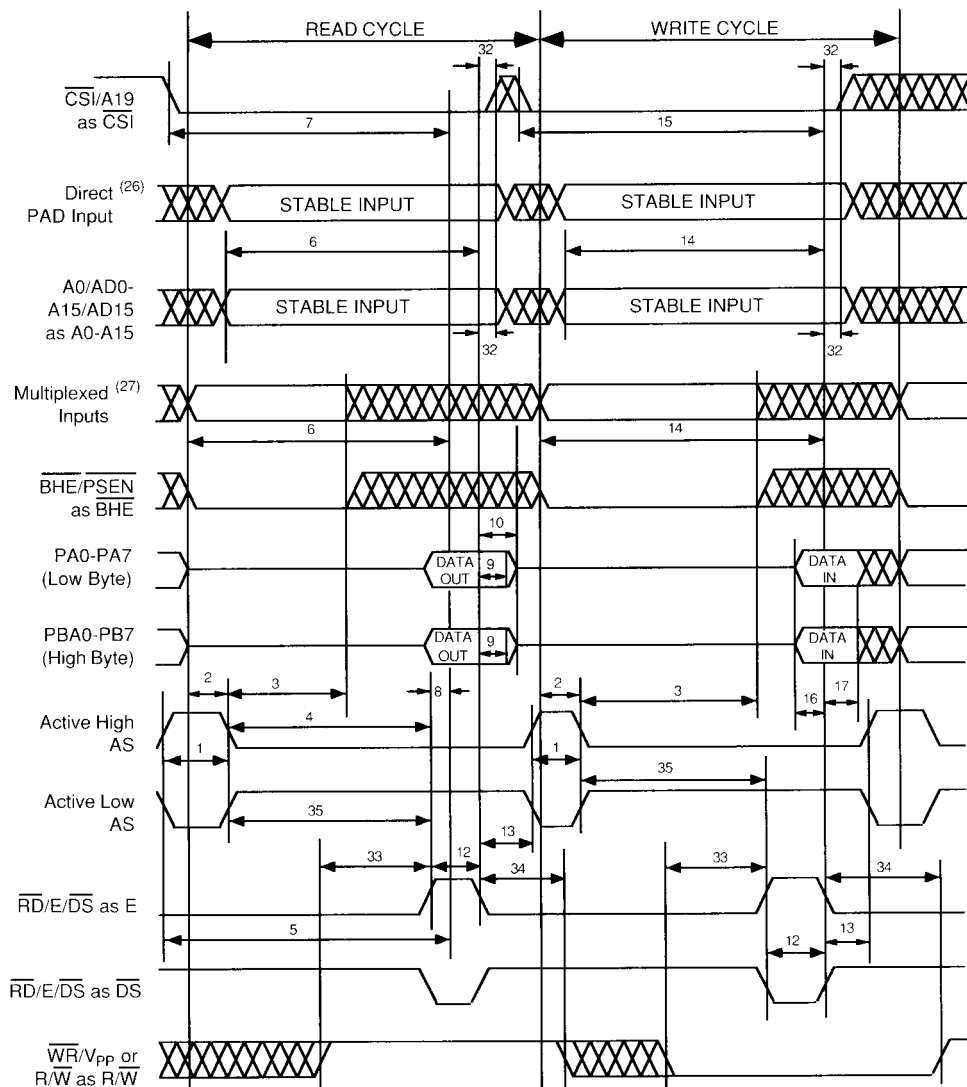 READ CYCLE WRITE CYCLE
32 32
CSI/A19
as CSI
7 15
Direct (26)
PAD Input
STABLE INPUT STABLE INPUT
6 14
A0/AD0-
A15/AD15
as A0-A15
STABLE INPUT STABLE INPUT
32 32
Multiplexed (27)
Inputs
6 14
BHE/PSEN
as BHE
10
PA0-PA7
(Low Byte)
DATA
OUT
9
DATA
IN
PBA0-PB7
(High Byte)
DATA
OUT
9
DATA
IN
2 3 8 2 3 16 17
4
Active High
AS
1 1
35
Active Low
AS
35
13
33 12 34 33 34
RD/E/DS as E
5 13
12
RD/E/DS as DS
WR/VPP or
R/W as R/W